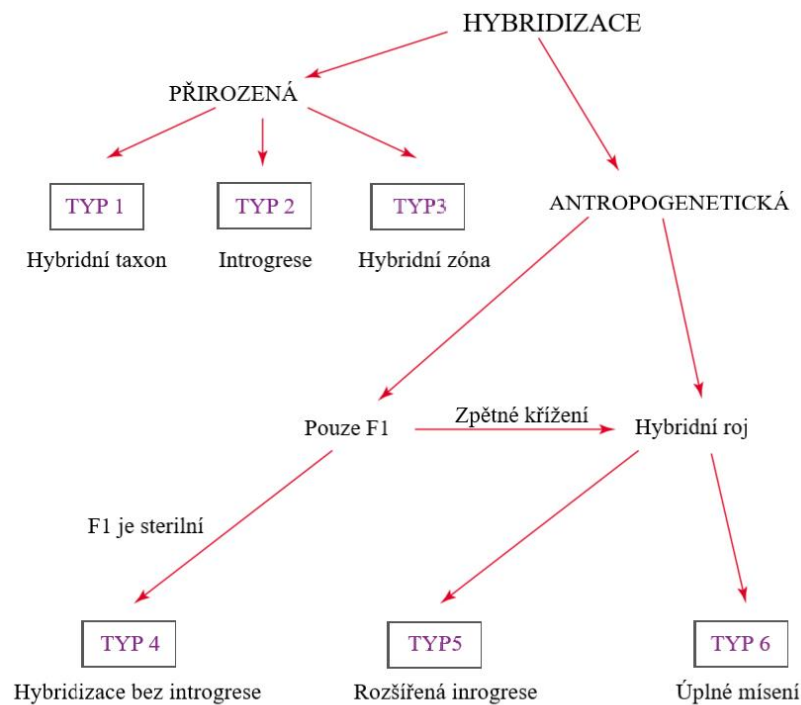 HYBRIDIZACE
PŘIROZENÁ
TYP 1
TYP 2
TYP3
ANTROPOGENETICKÁ
Hybridní taxon
Introgrese
Hybridní zóna
Zpětné křížení
Pouze F1
Hybridní roj
F1 je sterilní
TYP 4
TYP5
TYP 6
Hybridizace bez introgrese
Rozšířená inrogrese
Úplné mísení